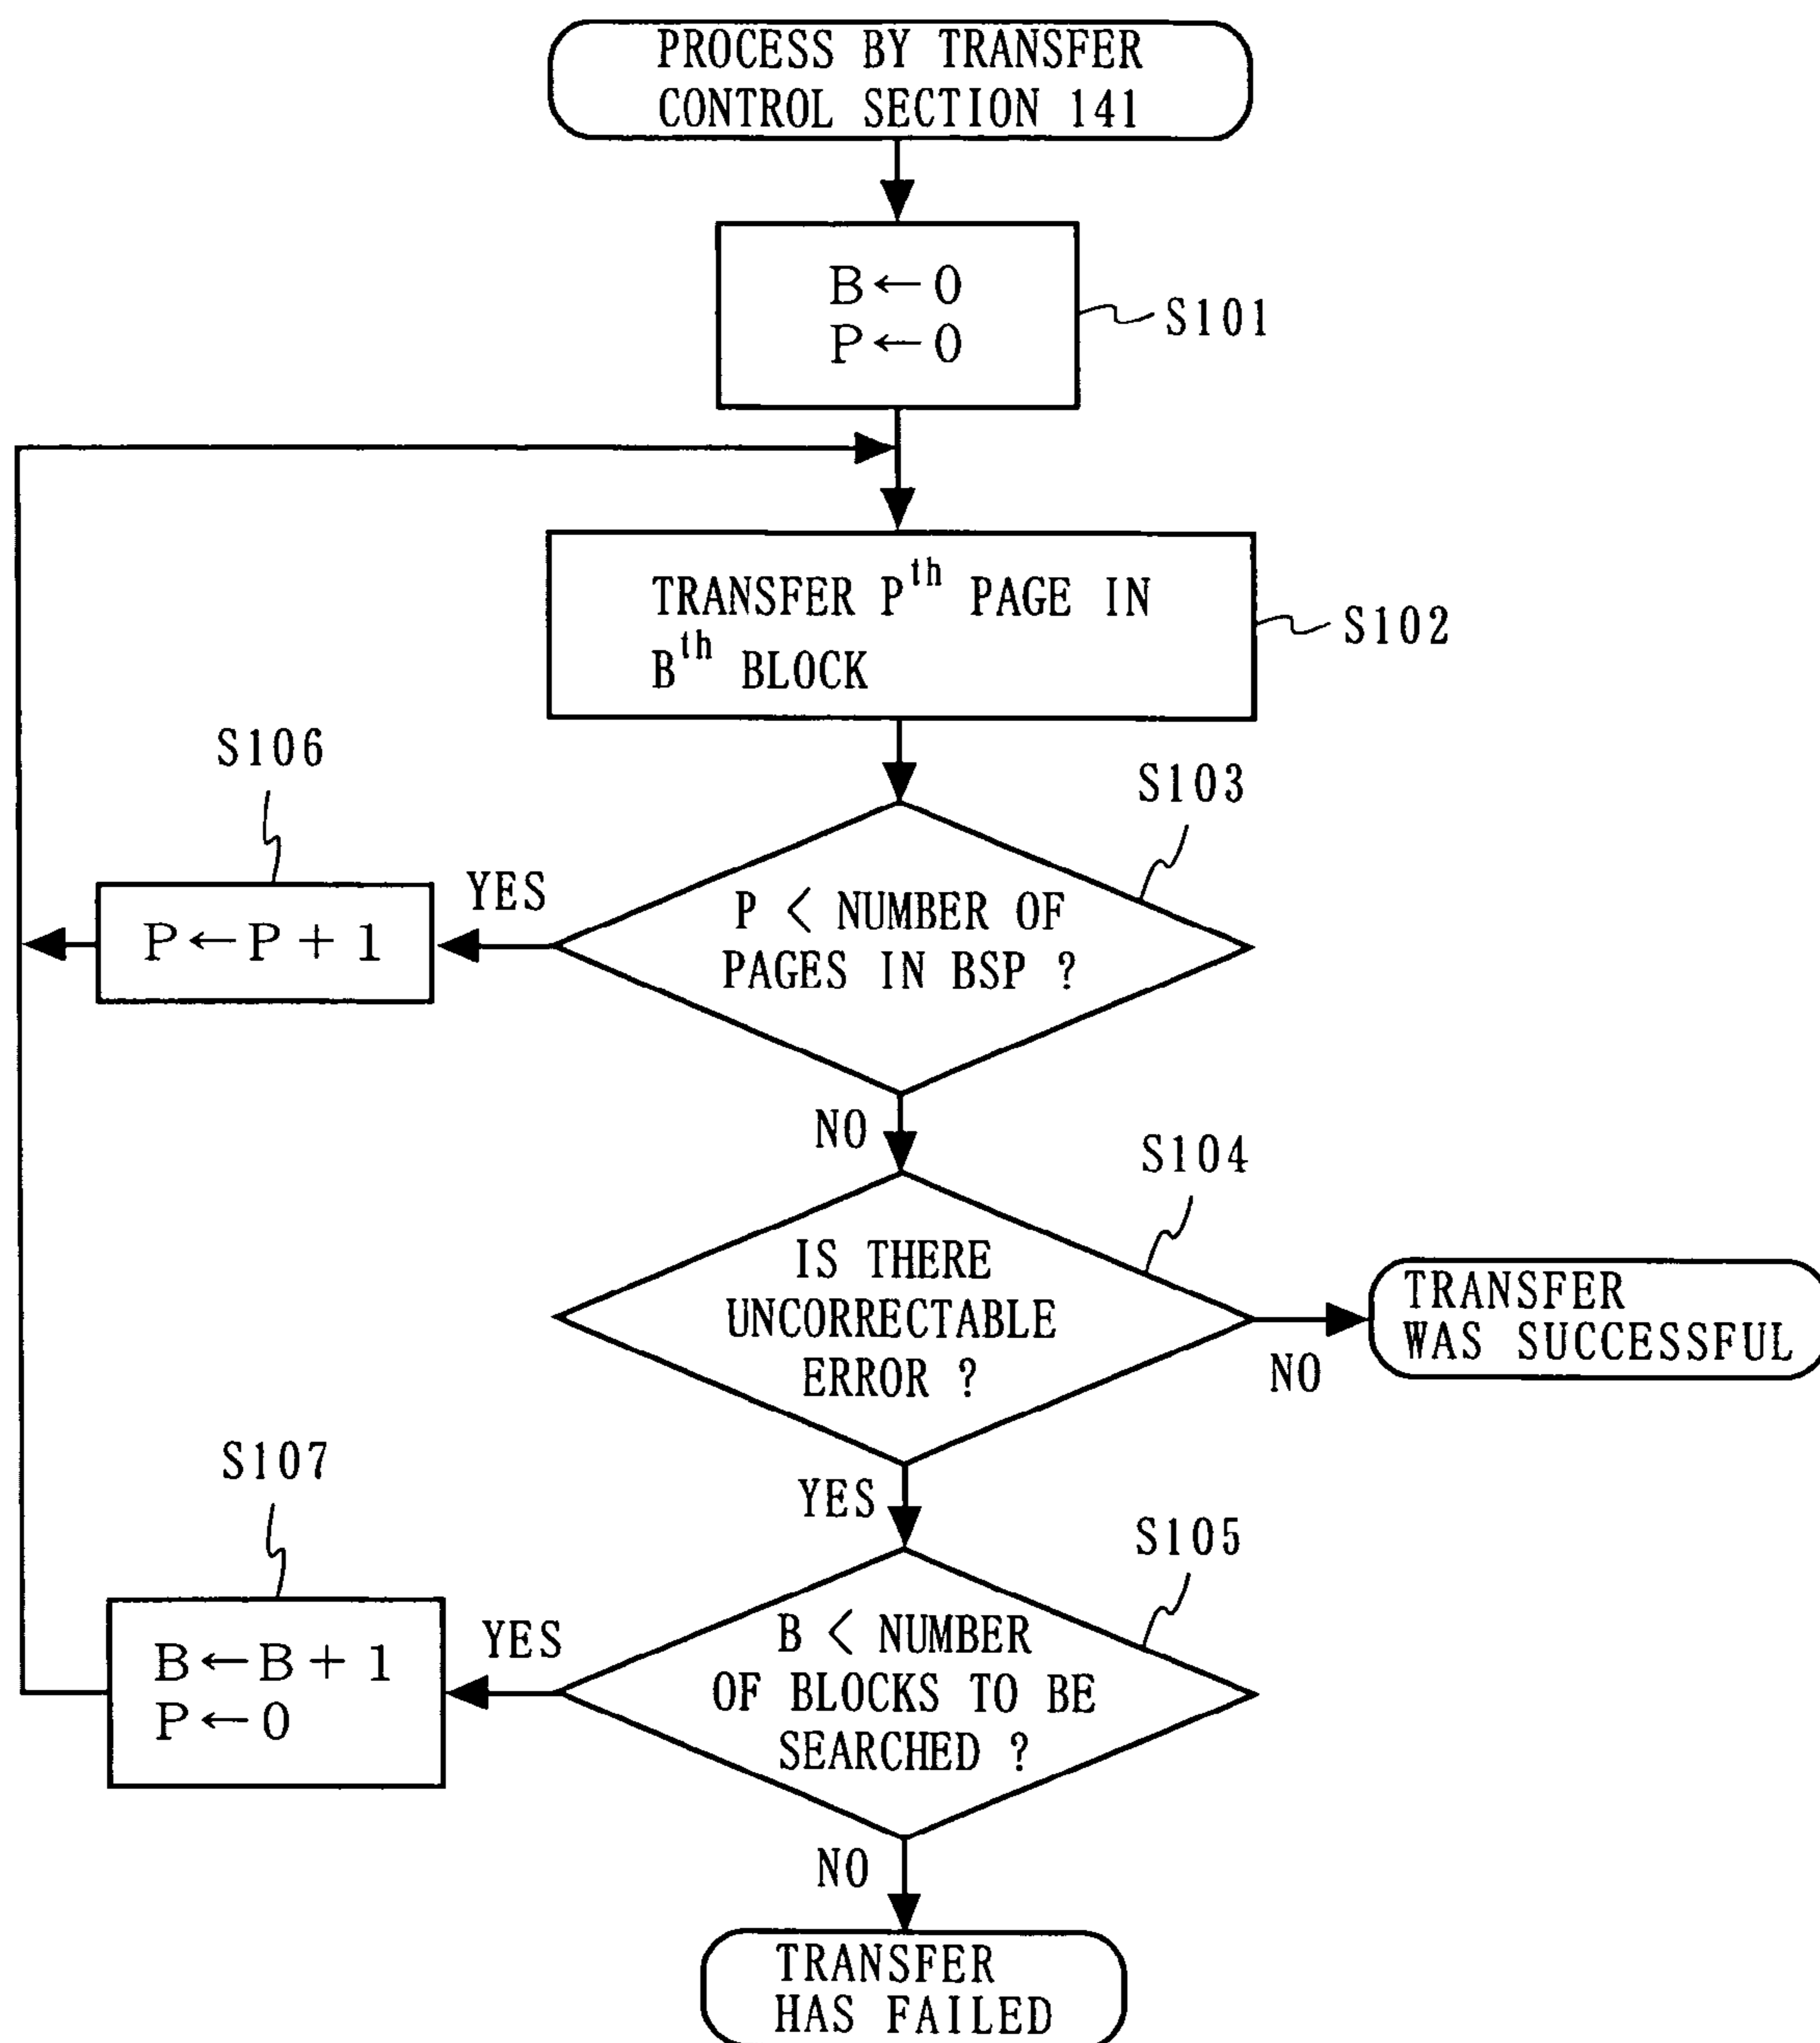 PROCESS BY TRANSFER
CONTROL SECTION 141
B←0
P←0
S101
TRANSFER Pth PAGE IN
Bth BLOCK
S102
S106
S103
P←P+1
YES
P < NUMBER OF
PAGES IN BSP ?
NO
S104
IS THERE
UNCORRECTABLE
ERROR ?
NO
TRANSFER
WAS SUCCESSFUL
YES
S107
S105
B←B+1
P←0
YES
B < NUMBER
OF BLOCKS TO BE
SEARCHED ?
NO
TRANSFER
HAS FAILED